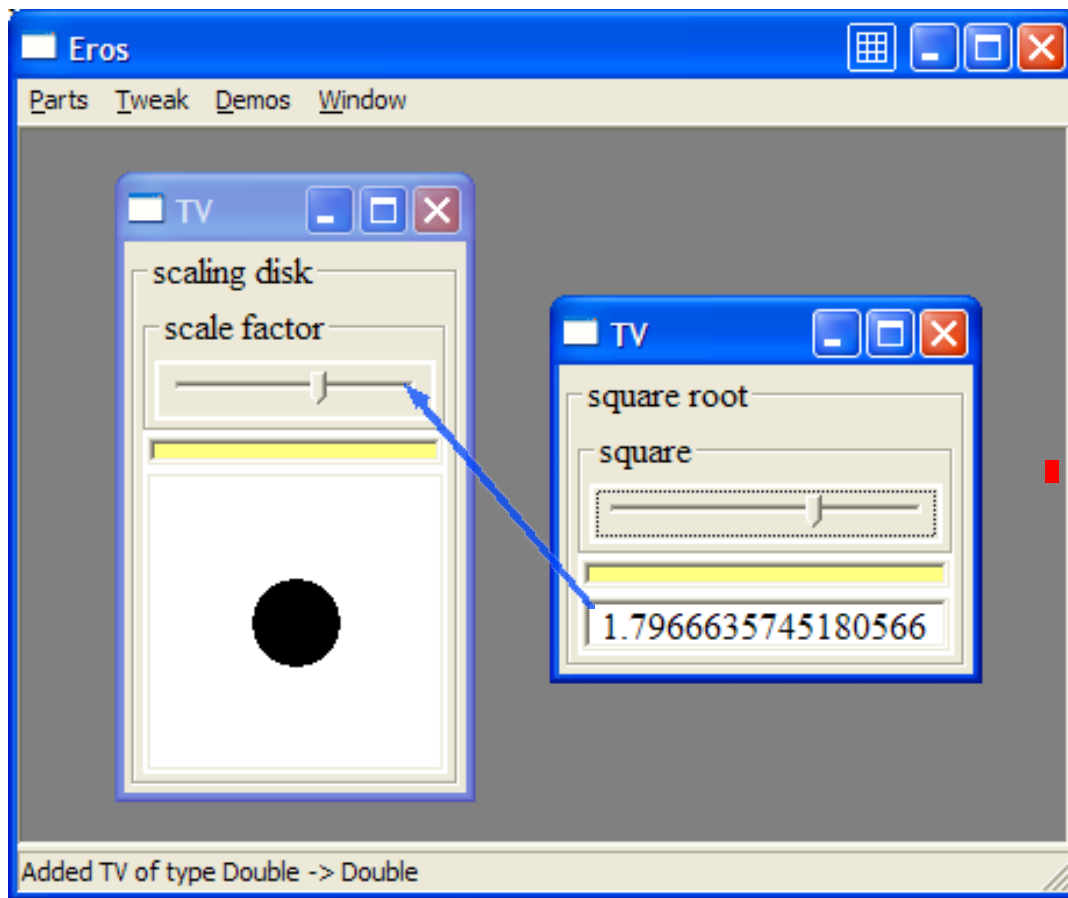 Eros
Parts Tweak Demos Window
TV
scaling disk
scale factor
TV
square root
square
1.7966635745180566
Added TV of type Double -> Double